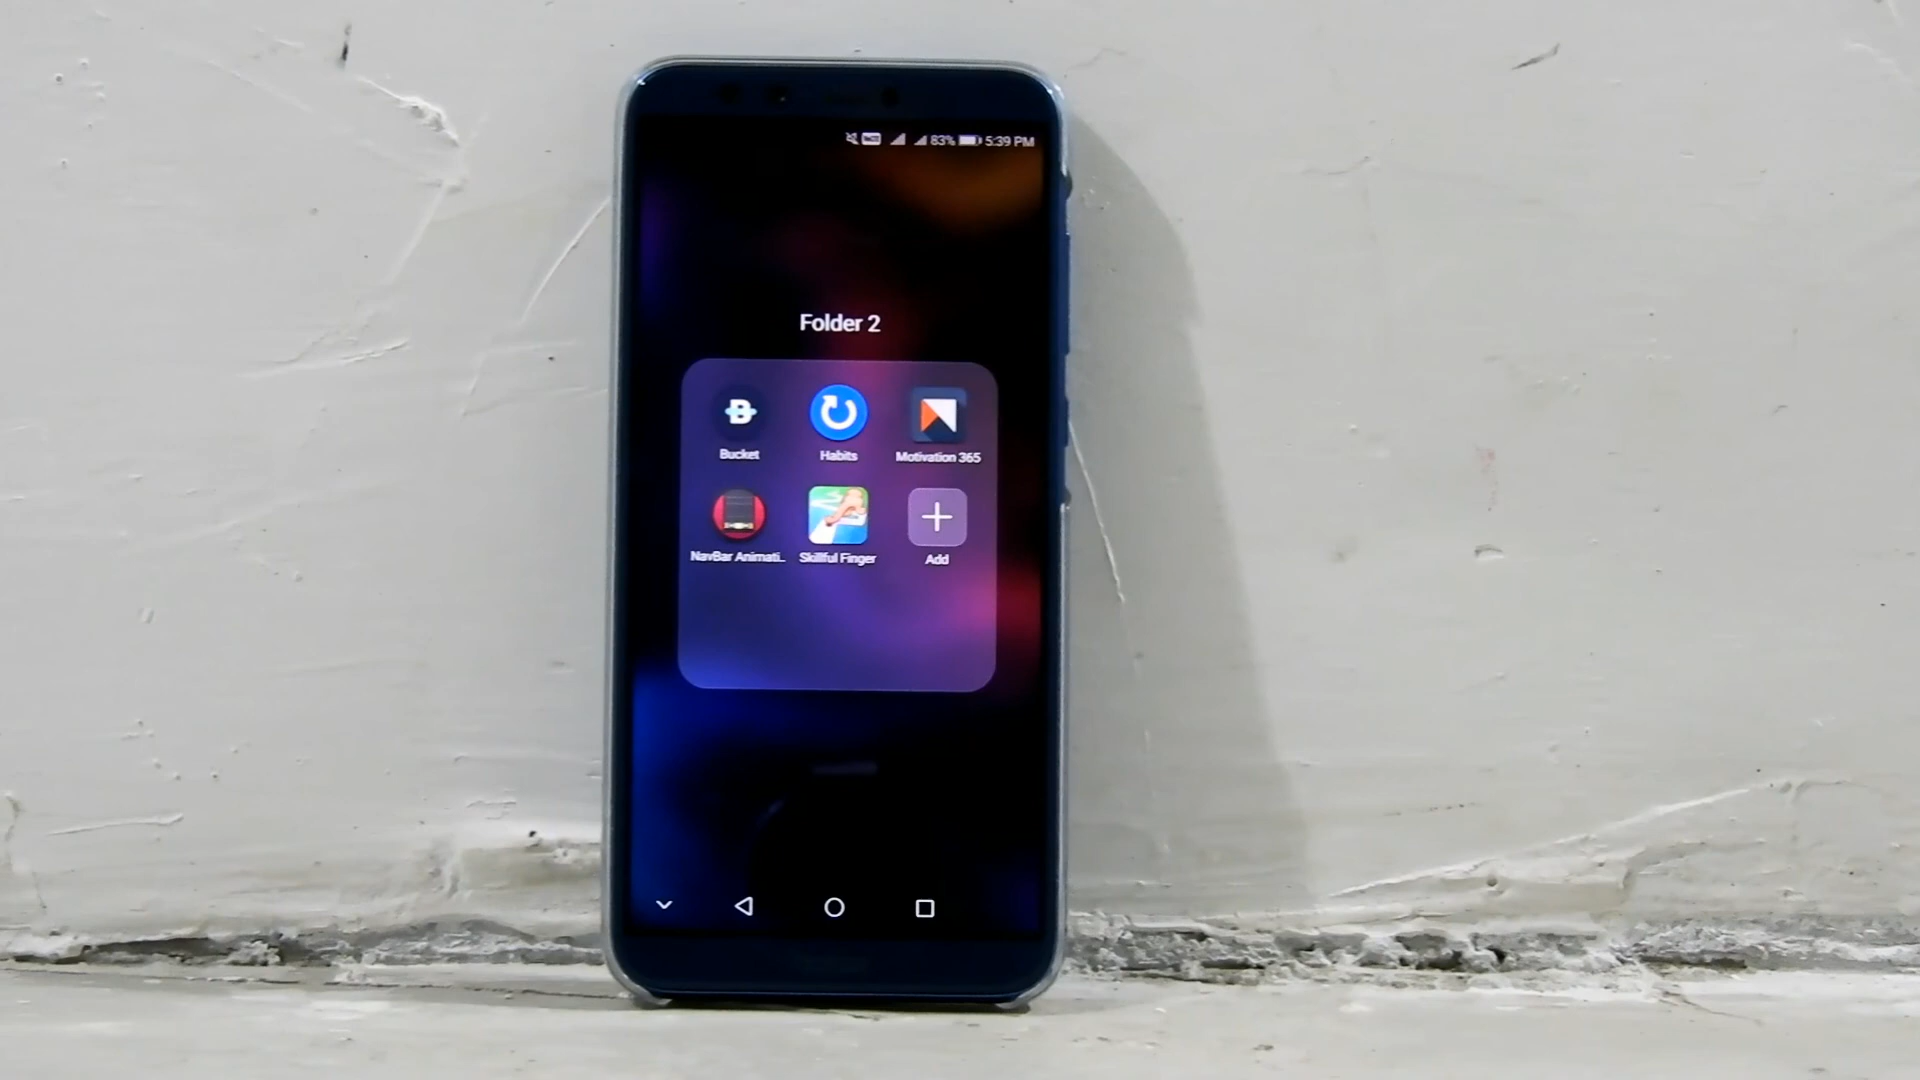 83% 5:39 PM
Folder 2
Bucket Habits Motivation 365
NavBar Animati.. Skillful Finger Add